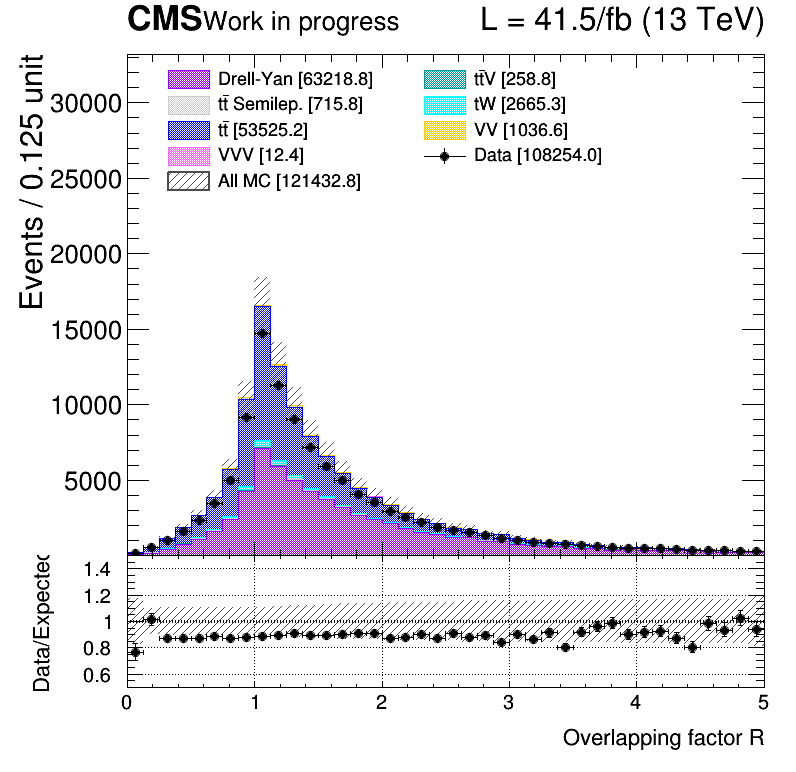 CMS Work in progress L = 41.5/fb (13 TeV)
Events / 0.125 unit
30000
25000
20000
15000
10000
5000
Drell-Yan [63218.8]
tt̄ Semilep. [715.8]
tt̄ [53525.2]
VVV [12.4]
All MC [121432.8]
tt̄V [258.8]
tW [2665.3]
VV [1036.6]
Data [108254.0]
Data/Expected
1.4
1.2
1
0.8
0.6
0 1 2 3 4 5
Overlapping factor R